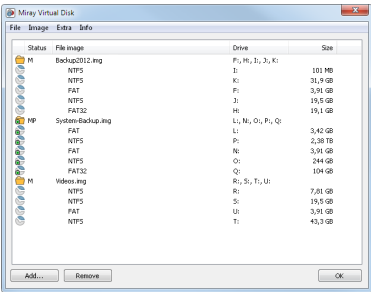 Miray Virtual Disk
File Image Extra Info
Status File image Drive Size
M Backup2012.img F:, H:, I:, J:, K:
NTFS I: 101 MB
NTFS K: 31,9 GB
FAT F: 3,91 GB
NTFS J: 19,5 GB
FAT32 H: 19,1 GB
MP System-Backup.img L:, N:, O:, P:, Q:
FAT L: 3,42 GB
NTFS P: 2,38 TB
FAT N: 3,91 GB
NTFS O: 244 GB
FAT32 Q: 104 GB
M Videos.img R:, S:, T:, U:
NTFS R: 7,81 GB
NTFS S: 19,5 GB
FAT U: 3,91 GB
NTFS T: 43,3 GB
Add... Remove OK